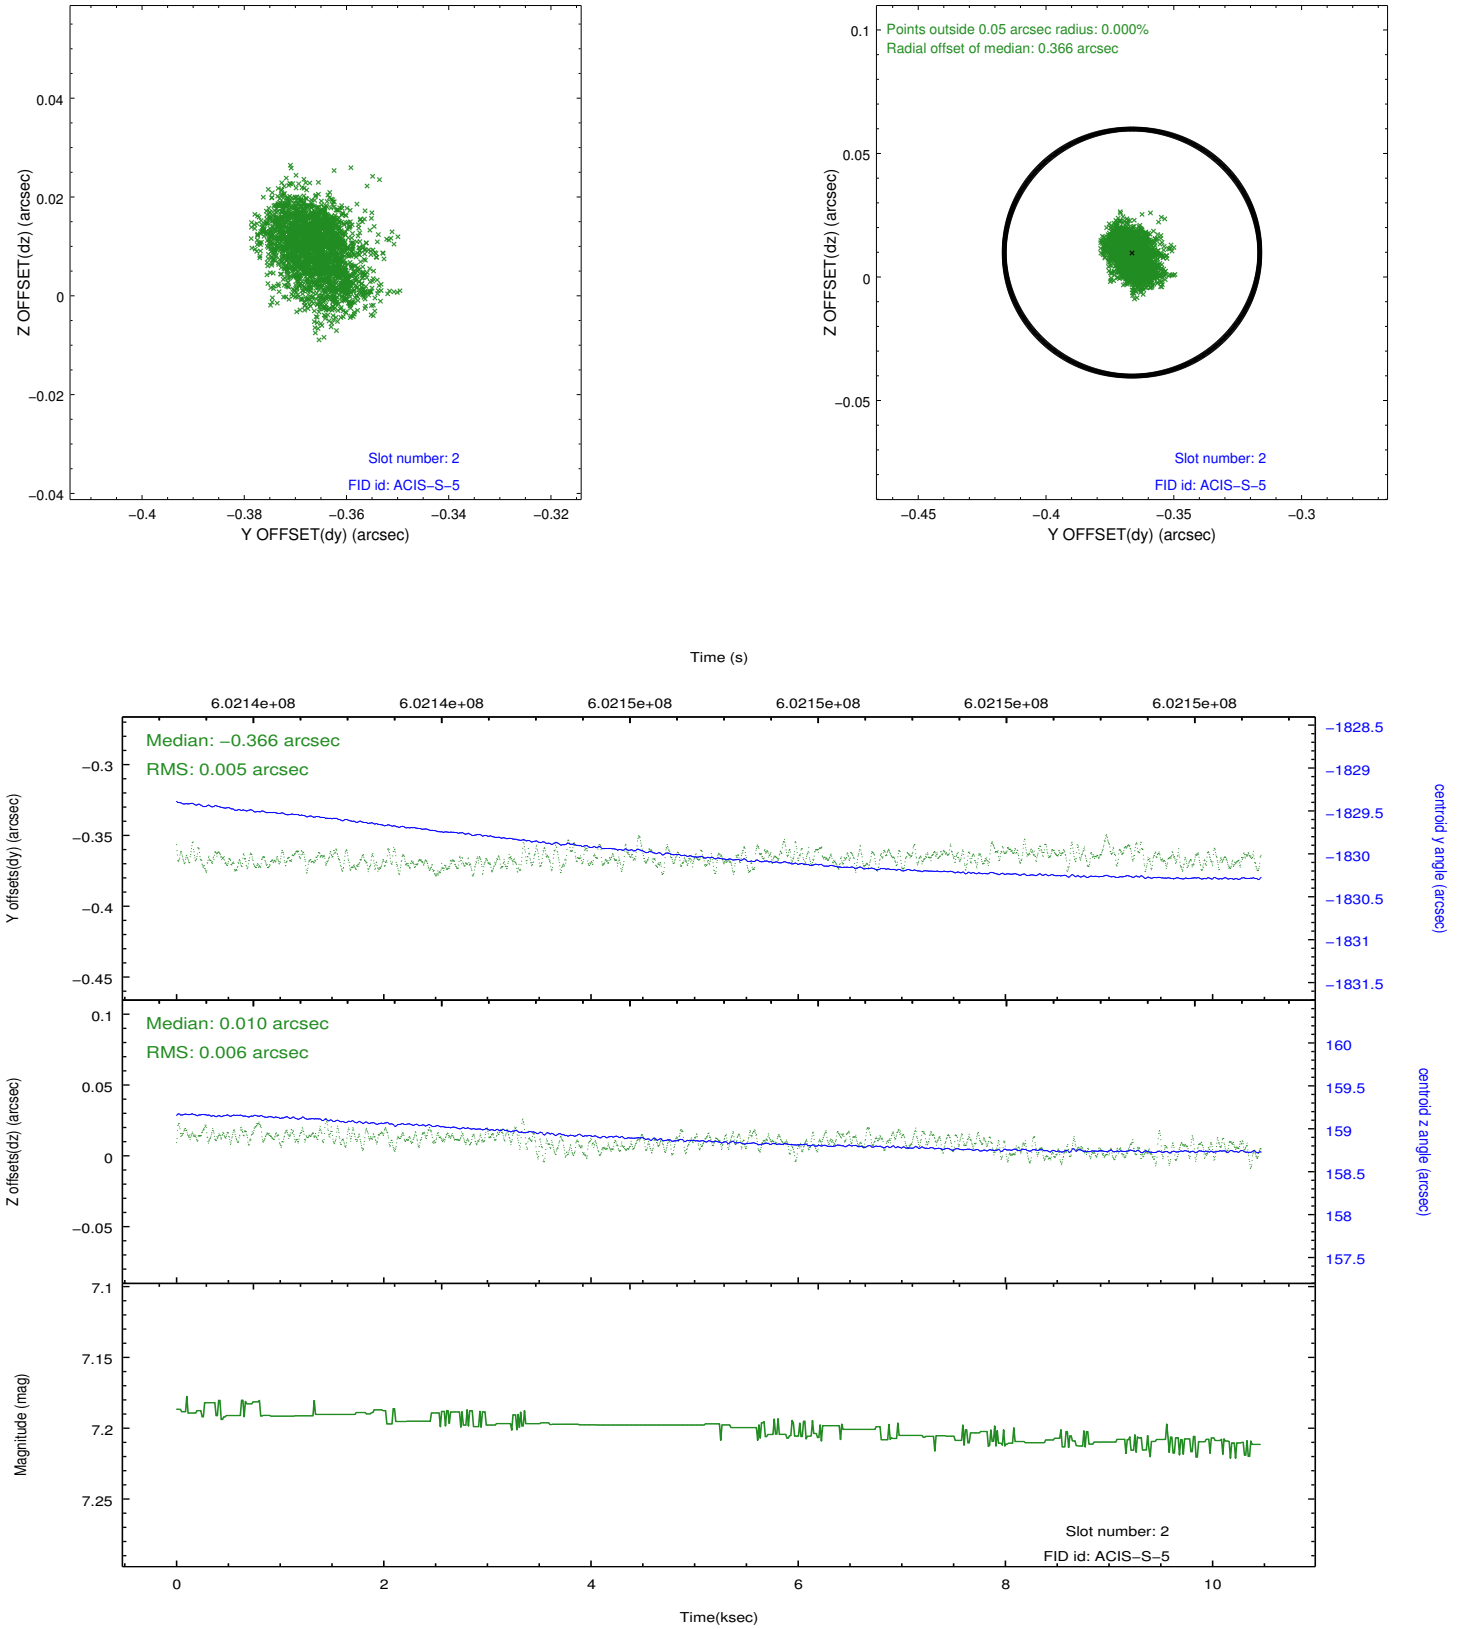 0.04
0.02
0
−0.02
−0.04
Z OFFSET(dz) (arcsec)
Slot number: 2
FID id: ACIS−S−5
−0.4
−0.38
−0.36
−0.34
−0.32
Y OFFSET(dy) (arcsec)
Points outside 0.05 arcsec radius: 0.000%
Radial offset of median: 0.366 arcsec
0.1
0.05
0
−0.05
Z OFFSET(dz) (arcsec)
Slot number: 2
FID id: ACIS−S−5
−0.45
−0.4
−0.35
−0.3
Y OFFSET(dy) (arcsec)
Time (s)
6.0214e+08
6.0214e+08
6.0215e+08
6.0215e+08
6.0215e+08
6.0215e+08
Median: −0.366 arcsec
RMS: 0.005 arcsec
−0.3
−0.35
−0.4
−0.45
Y offsets(dy) (arcsec)
−1828.5
−1829
−1829.5
−1830
−1830.5
−1831
−1831.5
centroid y angle (arcsec)
Median: 0.010 arcsec
RMS: 0.006 arcsec
0.1
0.05
0
−0.05
Z offsets(dz) (arcsec)
160
159.5
159
158.5
158
157.5
centroid z angle (arcsec)
7.1
7.15
7.2
7.25
Magnitude (mag)
Slot number: 2
FID id: ACIS−S−5
0
2
4
6
8
10
Time(ksec)